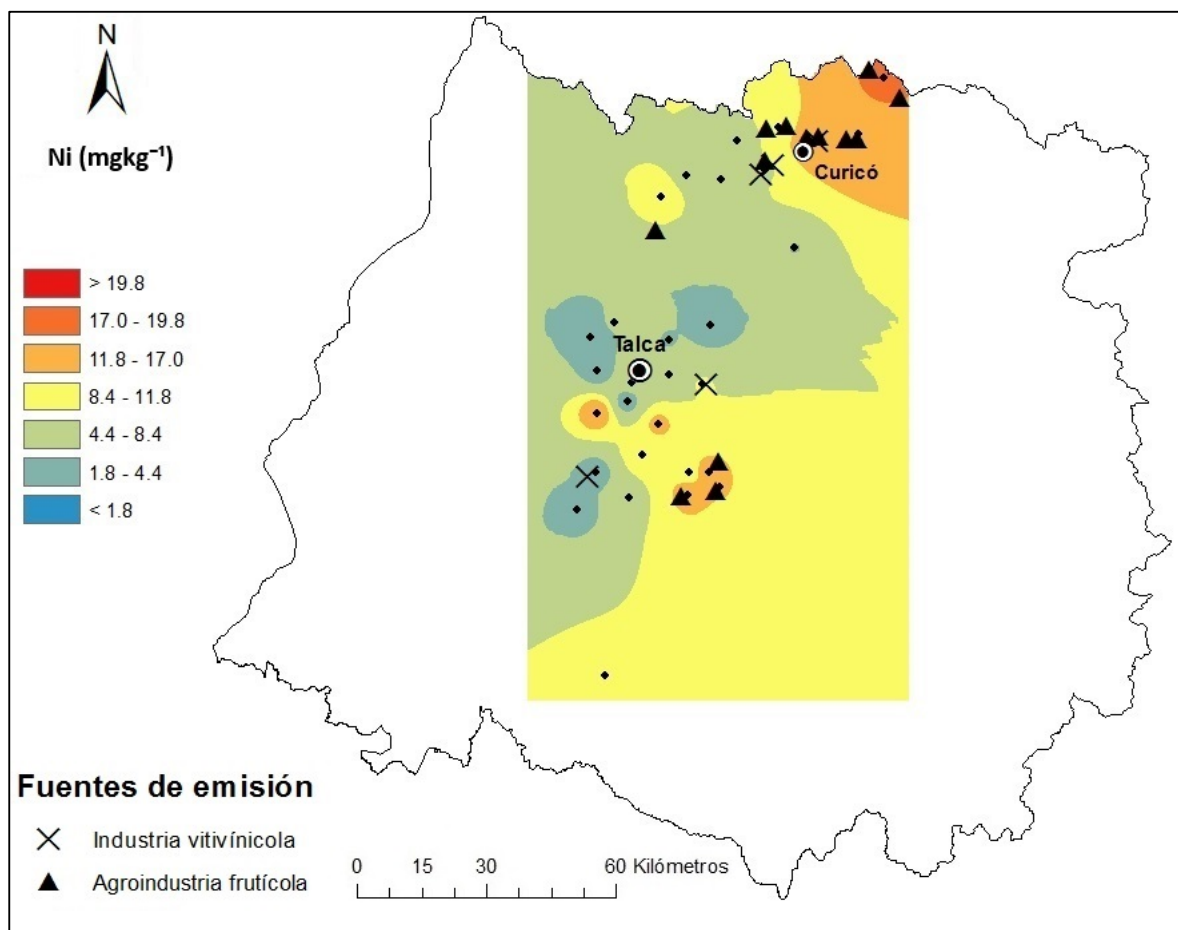 N
Ni (mgkg⁻¹)
> 19.8
17.0 - 19.8
11.8 - 17.0
8.4 - 11.8
4.4 - 8.4
1.8 - 4.4
< 1.8
Curicó
Talca
Fuentes de emisión
Industria vitivínicola
Agroindustria frutícola
0 15 30 60 Kilómetros